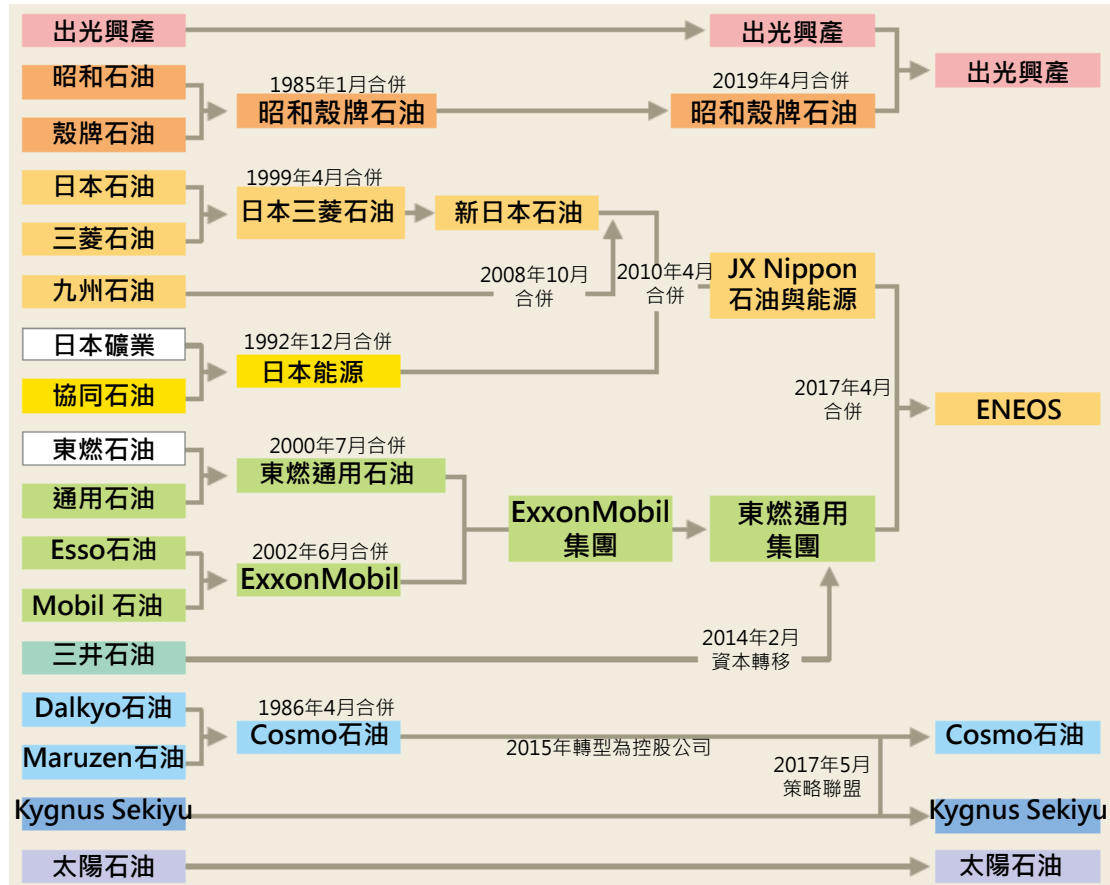 出光興產
出光興產
出光興產
昭和石油
殼牌石油
1985年1月合併
昭和殼牌石油
2019年4月合併
昭和殼牌石油
日本石油
三菱石油
1999年4月合併
日本三菱石油
新日本石油
九州石油
2008年10月
合併
2010年4月
合併
JX Nippon
石油與能源
日本礦業
協同石油
1992年12月合併
日本能源
2017年4月
合併
ENEOS
東燃石油
通用石油
2000年7月合併
東燃通用石油
ExxonMobil
集團
東燃通用
集團
Esso石油
Mobil 石油
2002年6月合併
ExxonMobil
三井石油
2014年2月
資本轉移
Dalkyo石油
Maruzen石油
1986年4月合併
Cosmo石油
2015年轉型為控股公司
Cosmo石油
2017年5月
策略聯盟
Kygnus Sekiyu
Kygnus Sekiyu
太陽石油
太陽石油